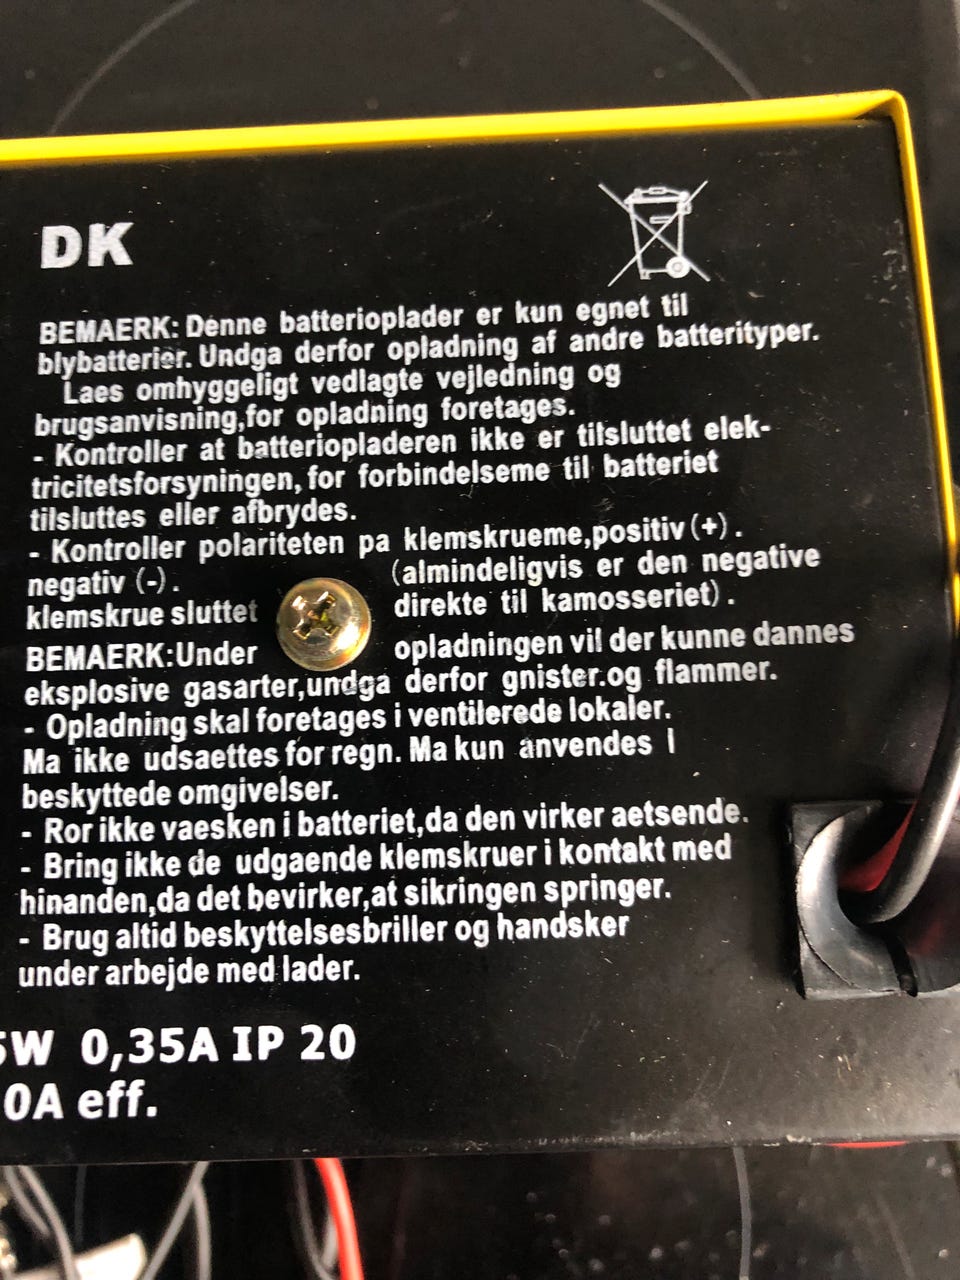 DK
BEMAERK: Denne batterioplader er kun egnet til
blybatterier. Undga derfor opladning af andre batterityper.
Laes omhyggeligt vedlagte vejledning og
brugsanvisning,for opladning foretages.
- Kontroller at batteriopladeren ikke er tilsluttet elek-
tricitetsforsyningen, for forbindelseme til batteriet
tilsluttes eller afbrydes.
- Kontroller polariteten pa klemskrueme,positiv (+) .
negativ (-) . (almindeligvis er den negative
klemskrue sluttet direkte til kamosseriet) .
BEMAERK:Under opladningen vil der kunne dannes
eksplosive gasarter,undga derfor gnister.og flammer.
- Opladning skal foretages i ventilerede lokaler.
Ma ikke udsaettes for regn. Ma kun anvendes i
beskyttede omgivelser.
- Ror ikke vaesken i batteriet,da den virker aetsende.
- Bring ikke de udgaende klemskruer i kontakt med
hinanden,da det bevirker,at sikringen springer.
- Brug altid beskyttelsesbriller og handsker
under arbejde med lader.
5W 0,35A IP 20
0A eff.